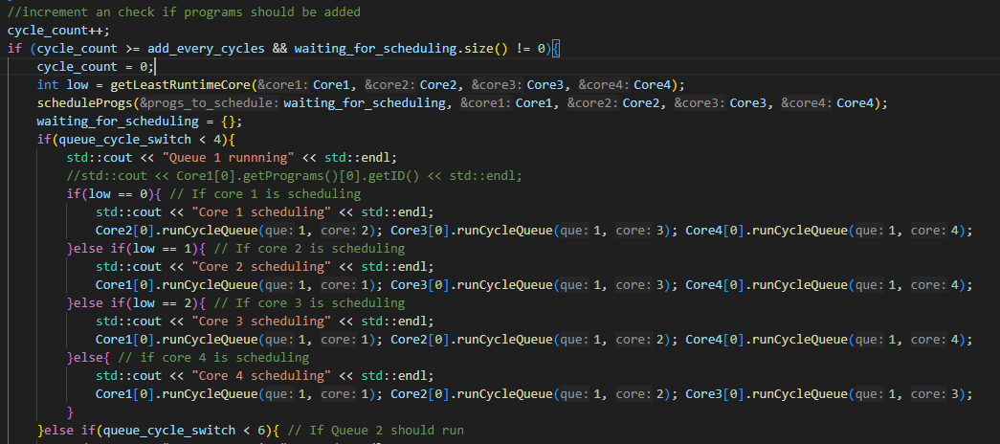 //increment an check if programs should be added
cycle_count++;
if (cycle_count >= add_every_cycles && waiting_for_scheduling.size() != 0){
    cycle_count = 0;
    int low = getLeastRuntimeCore(&core1: Core1, &core2: Core2, &core3: Core3, &core4: Core4);
    scheduleProgs(&progs_to_schedule: waiting_for_scheduling, &core1: Core1, &core2: Core2, &core3: Core3, &core4: Core4);
    waiting_for_scheduling = {};
    if(queue_cycle_switch < 4){
        std::cout << "Queue 1 runnning" << std::endl;
        //std::cout << Core1[0].getPrograms()[0].getID() << std::endl;
        if(low == 0){ // If core 1 is scheduling
            std::cout << "Core 1 scheduling" << std::endl;
            Core2[0].runCycleQueue(que: 1, core: 2); Core3[0].runCycleQueue(que: 1, core: 3); Core4[0].runCycleQueue(que: 1, core: 4);
        }else if(low == 1){ // If core 2 is scheduling
            std::cout << "Core 2 scheduling" << std::endl;
            Core1[0].runCycleQueue(que: 1, core: 1); Core3[0].runCycleQueue(que: 1, core: 3); Core4[0].runCycleQueue(que: 1, core: 4);
        }else if(low == 2){ // If core 3 is scheduling
            std::cout << "Core 3 scheduling" << std::endl;
            Core1[0].runCycleQueue(que: 1, core: 1); Core2[0].runCycleQueue(que: 1, core: 2); Core4[0].runCycleQueue(que: 1, core: 4);
        }else{ // if core 4 is scheduling
            std::cout << "Core 4 scheduling" << std::endl;
            Core1[0].runCycleQueue(que: 1, core: 1); Core2[0].runCycleQueue(que: 1, core: 2); Core3[0].runCycleQueue(que: 1, core: 3);
        }
    }else if(queue_cycle_switch < 6){ // If Queue 2 should run